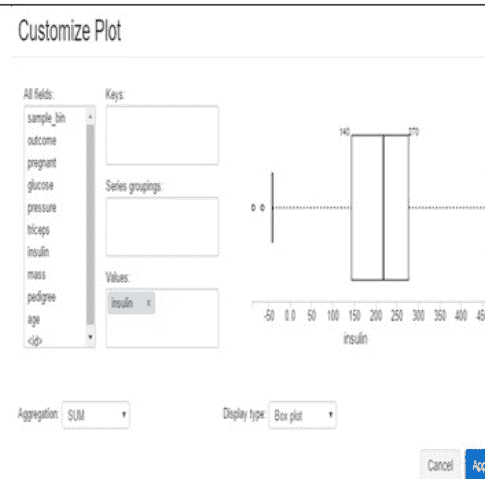 Customize Plot
All fields:
sample_bin
outcome
pregnant
glucose
pressure
triceps
insulin
mass
pedigree
age
<id>
Keys:
Series groupings:
Values:
insulin x
140
270
-50 0.0 50 100 150 200 250 300 350 400 45
insulin
Aggregation: SUM
Display type: Box plot
Cancel
App